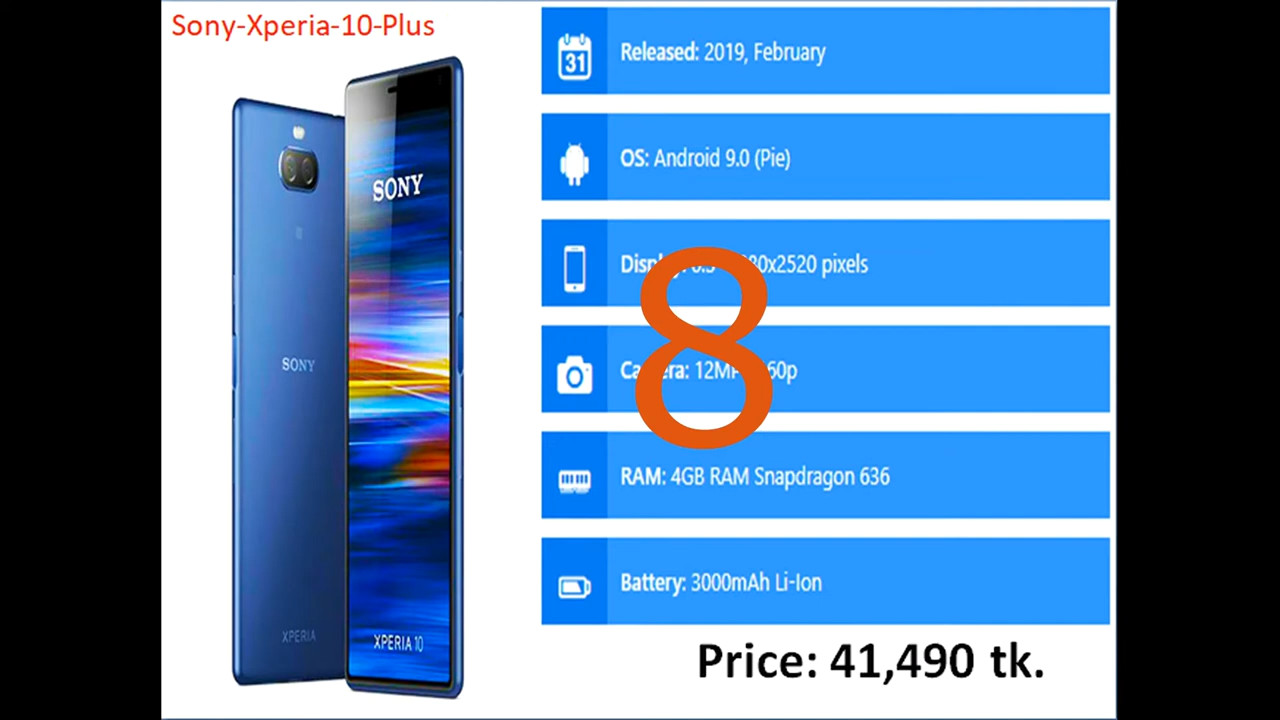 Sony-Xperia-10-Plus
SONY
SONY
XPERIA
XPERIA 10
31
Released: 2019, February
OS: Android 9.0 (Pie)
pixels
8
12MP
RAM: 4GB RAM Snapdragon 636
Battery: 3000mAh Li-Ion
Price: 41,490 tk.